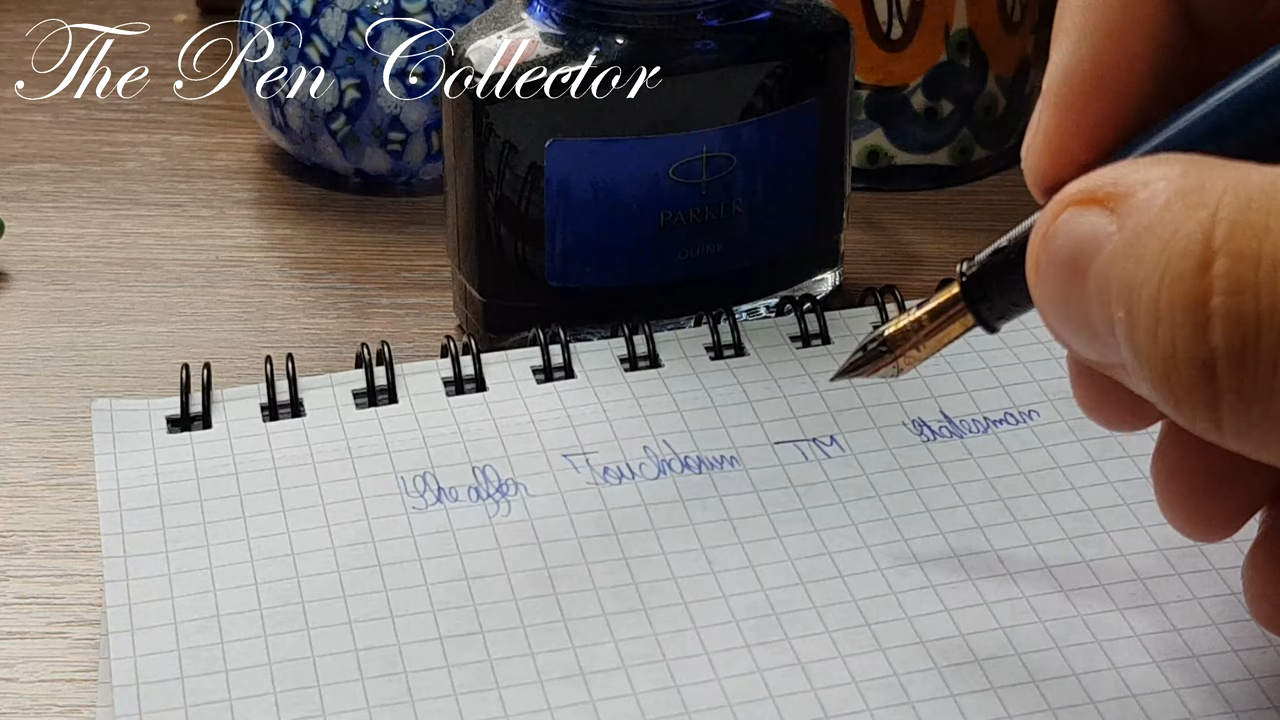 The Pen Collector
PARKER
QUINK
Sheaffer Touchdown TM Statesman